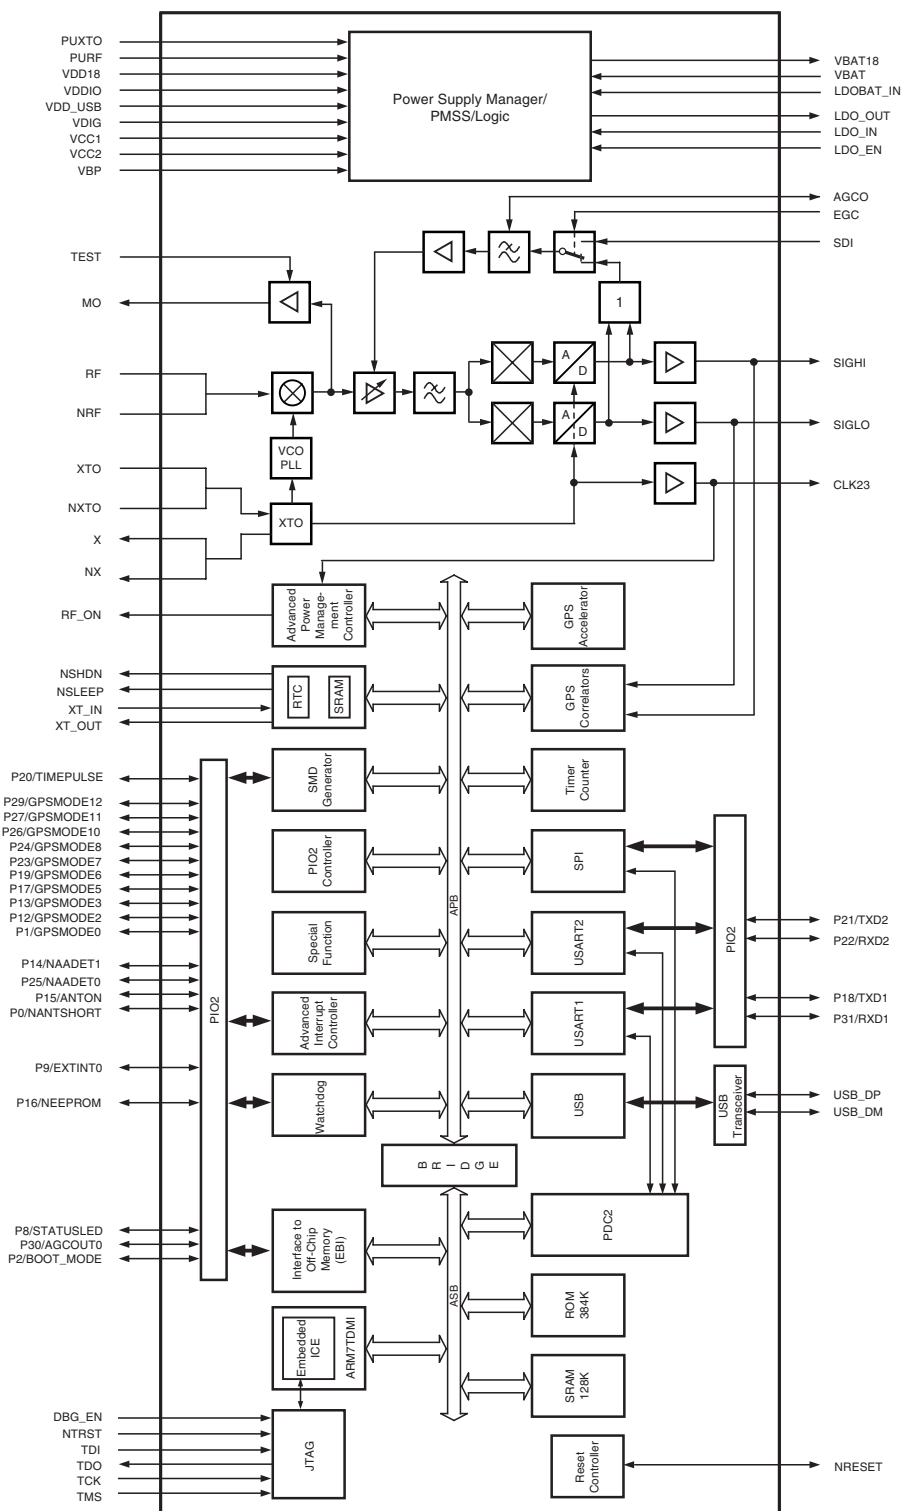 PUXTO
PURF
VDD18
VDDIO
VDD_USB
VDIG
VCC1
VCC2
VBP
Power Supply Manager/
PMSS/Logic
VBAT18
VBAT
LDOBAT_IN
LDO_OUT
LDO_IN
LDO_EN
AGCO
EGC
SDI
TEST
MO
1
RF
NRF
A
D
A
D
SIGHI
SIGLO
VCO
PLL
XTO
NXTO
XTO
X
NX
CLK23
RF_ON
Advanced
Power
Manage-
ment
Controller
GPS
Accelerator
NSHDN
NSLEEP
XT_IN
XT_OUT
RTC
SRAM
GPS
Correlators
P20/TIMEPULSE
P29/GPSMODE12
P27/GPSMODE11
P26/GPSMODE10
P24/GPSMODE8
P23/GPSMODE7
P19/GPSMODE6
P17/GPSMODE5
P13/GPSMODE3
P12/GPSMODE2
P1/GPSMODE0
P14/NAADET1
P25/NAADET0
P15/ANTON
P0/NANTSHORT
P9/EXTINT0
P16/NEEPROM
P8/STATUSLED
P30/AGCOUT0
P2/BOOT_MODE
PIO2
SMD
Generator
PIO2
Controller
Special
Function
Advanced
Interrupt
Controller
Watchdog
APB
Timer
Counter
SPI
USART2
USART1
USB
PIO2
P21/TXD2
P22/RXD2
P18/TXD1
P31/RXD1
USB
Transceiver
USB_DP
USB_DM
BRIDGE
Interface to
Off-Chip
Memory
(EBI)
ASB
PDC2
ROM
384K
SRAM
128K
Embedded
ICE
ARM7TDMI
DBG_EN
NTRST
TDI
TDO
TCK
TMS
JTAG
Reset
Controller
NRESET